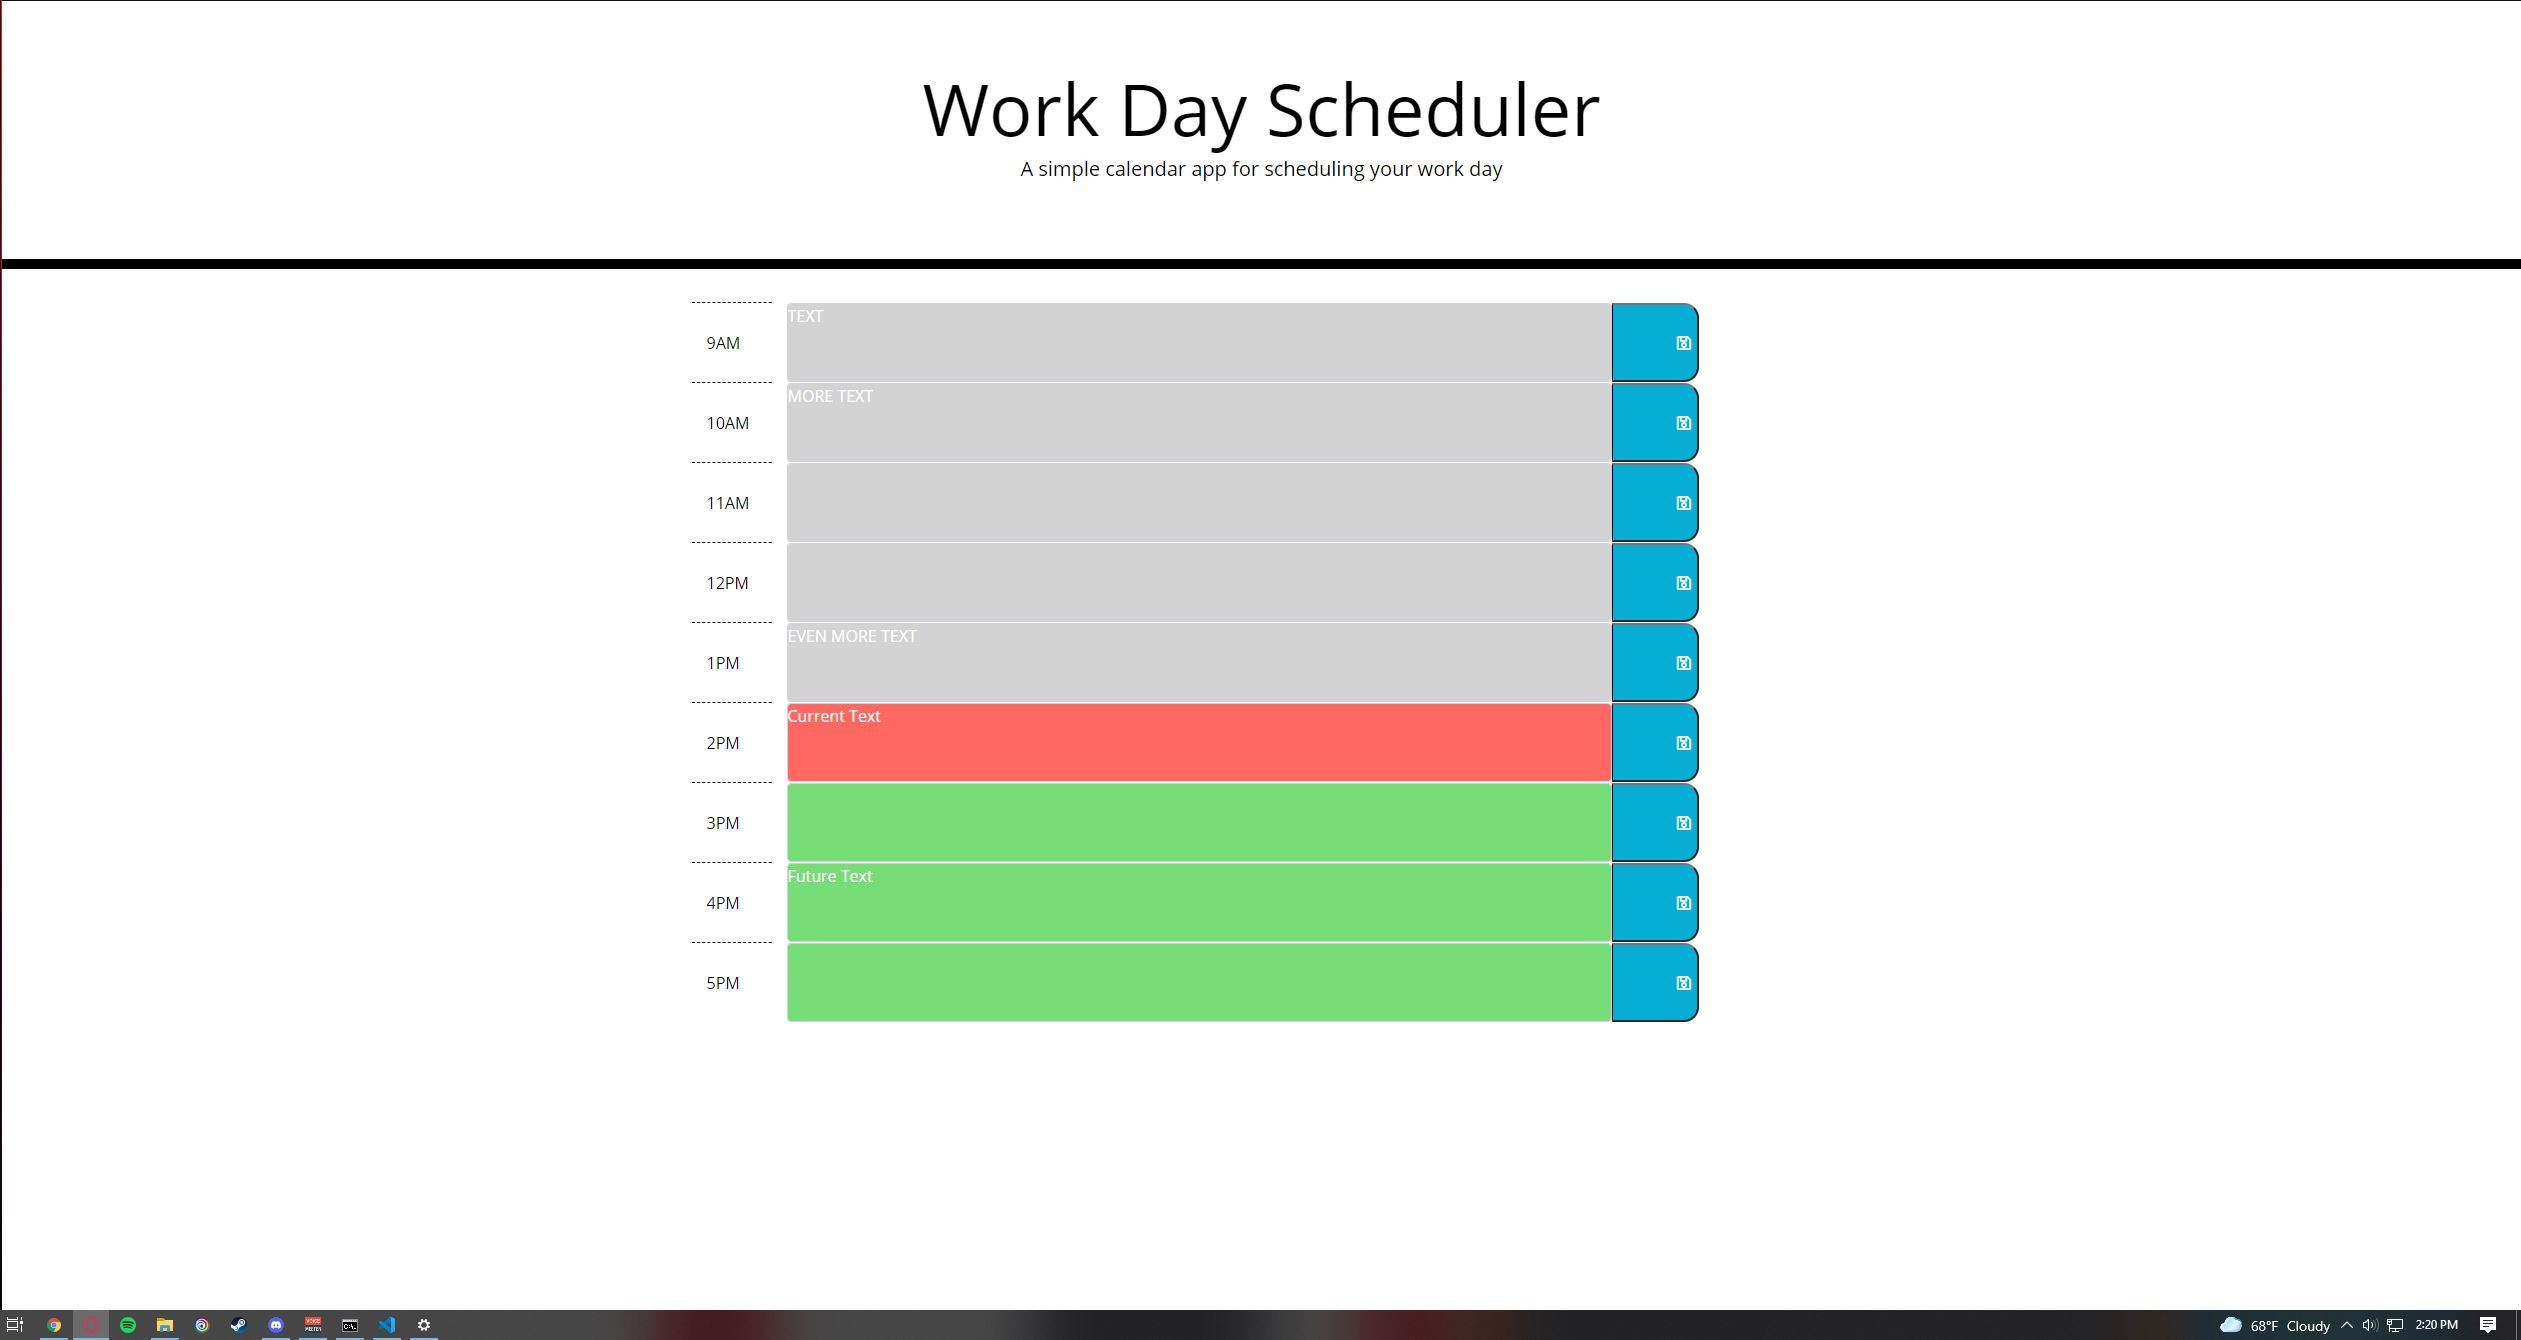 Work Day Scheduler
A simple calendar app for scheduling your work day
9AM
TEXT
10AM
MORE TEXT
11AM
12PM
1PM
EVEN MORE TEXT
2PM
Current Text
3PM
4PM
Future Text
5PM
68°F Cloudy 2:20 PM